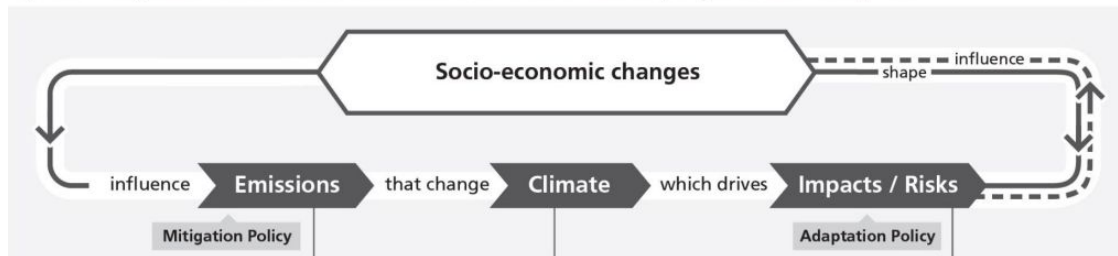 Socio-economic changes
influence
shape
influence Emissions that change Climate which drives Impacts / Risks
Mitigation Policy Adaptation Policy